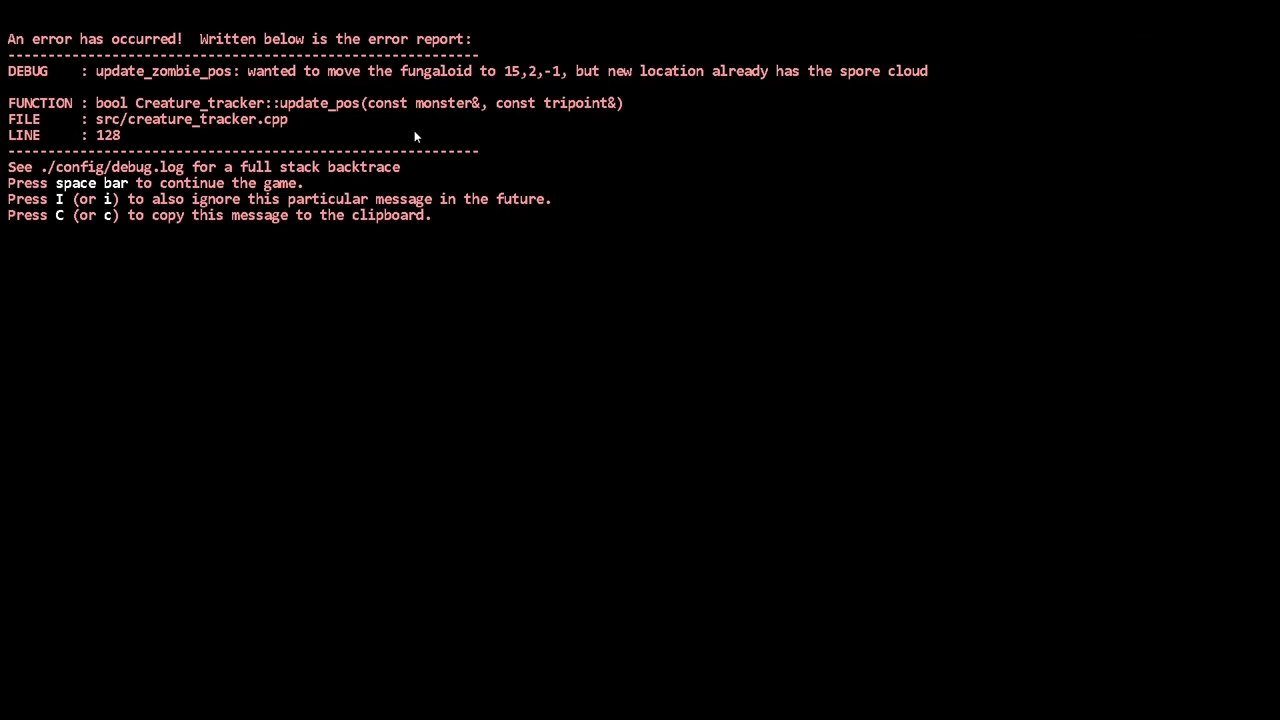 An error has occurred!  Written below is the error report:
-----------------------------------------------------------
DEBUG    : update_zombie_pos: wanted to move the fungaloid to 15,2,-1, but new location already has the spore cloud
FUNCTION : bool Creature_tracker::update_pos(const monster&, const tripoint&)
FILE     : src/creature_tracker.cpp
LINE     : 128
-----------------------------------------------------------
See ./config/debug.log for a full stack backtrace
Press space bar to continue the game.
Press I (or i) to also ignore this particular message in the future.
Press C (or c) to copy this message to the clipboard.